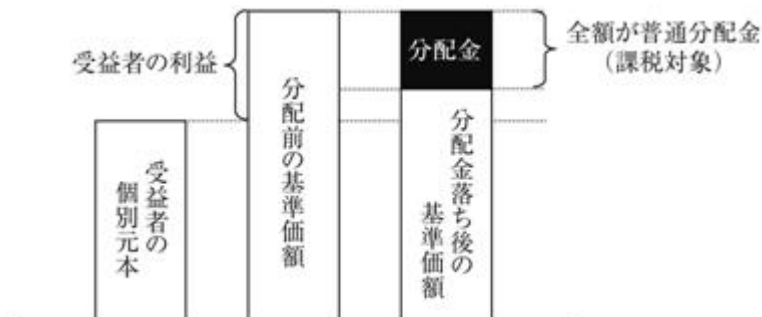 受益者の利益
分配金
全額が普通分配金
（課税対象）
受益者の
個別元本
分配前の基準価額
分配金落ち後の
基準価額